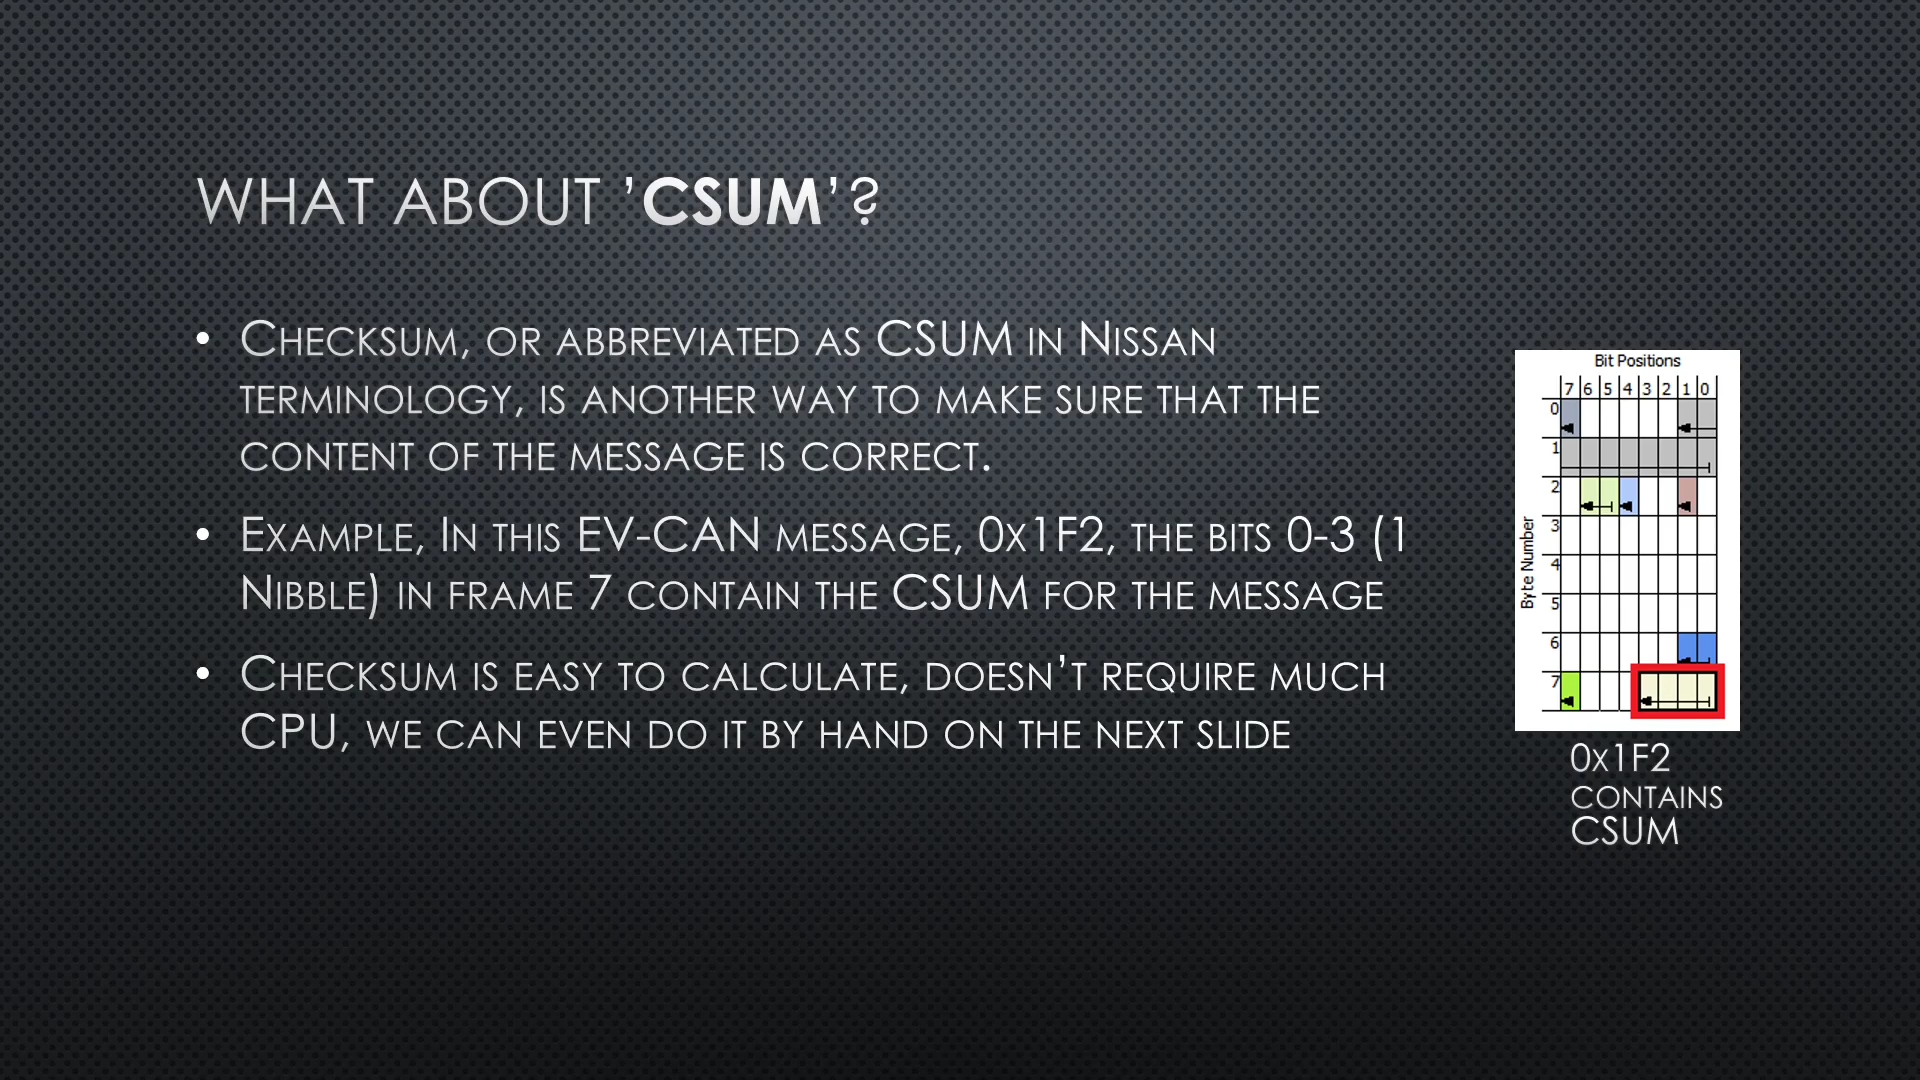 WHAT ABOUT ’CSUM’?
• CHECKSUM, OR ABBREVIATED AS CSUM IN NISSAN
TERMINOLOGY, IS ANOTHER WAY TO MAKE SURE THAT THE
CONTENT OF THE MESSAGE IS CORRECT.
• EXAMPLE, IN THIS EV-CAN MESSAGE, 0X1F2, THE BITS 0-3 (1
NIBBLE) IN FRAME 7 CONTAIN THE CSUM FOR THE MESSAGE
• CHECKSUM IS EASY TO CALCULATE, DOESN’T REQUIRE MUCH
CPU, WE CAN EVEN DO IT BY HAND ON THE NEXT SLIDE
Bit Positions
7 6 5 4 3 2 1 0
Byte Number
0
1
2
3
4
5
6
7
0X1F2
CONTAINS
CSUM